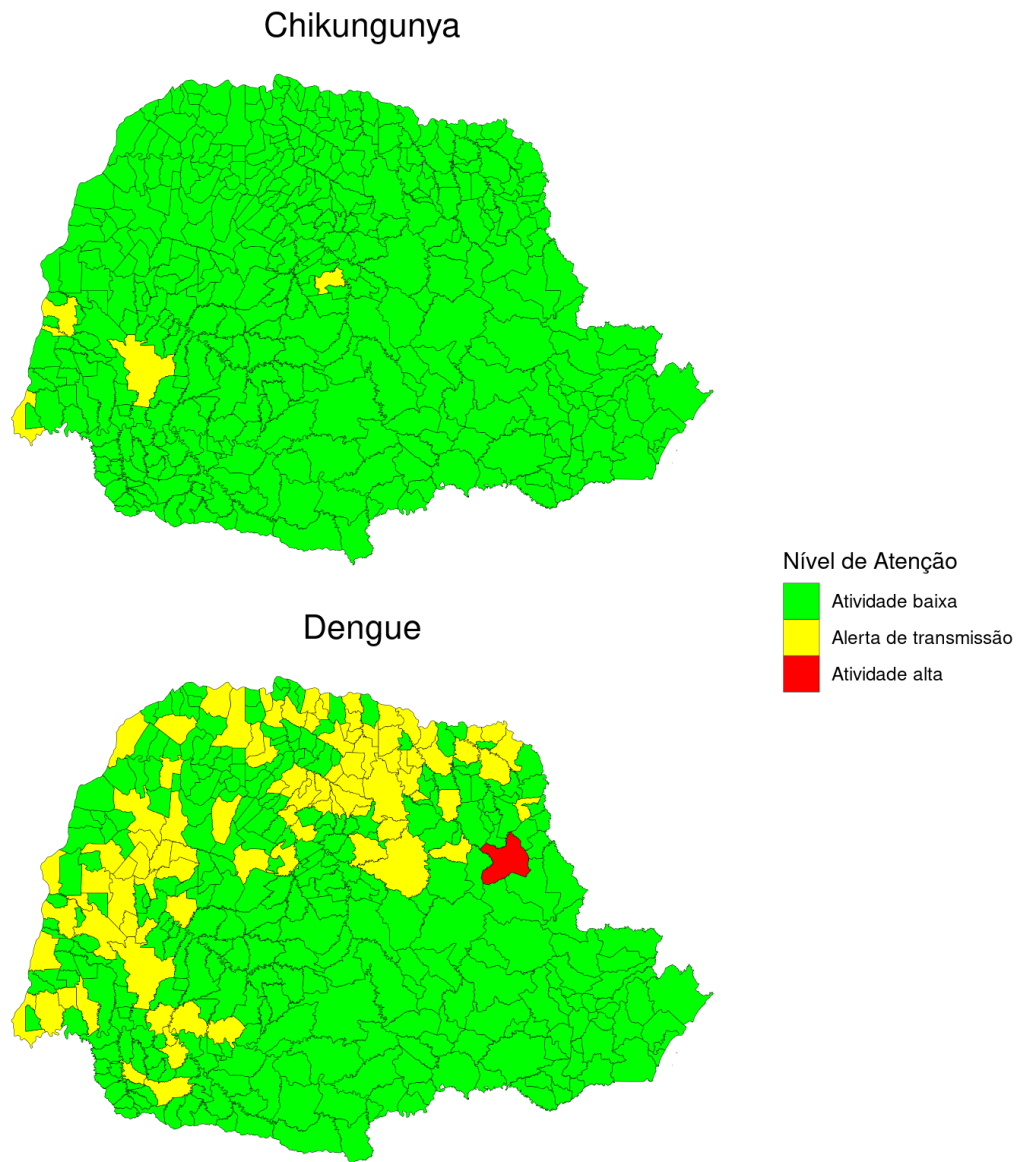 Chikungunya
Nível de Atenção
Atividade baixa
Alerta de transmissão
Atividade alta
Dengue